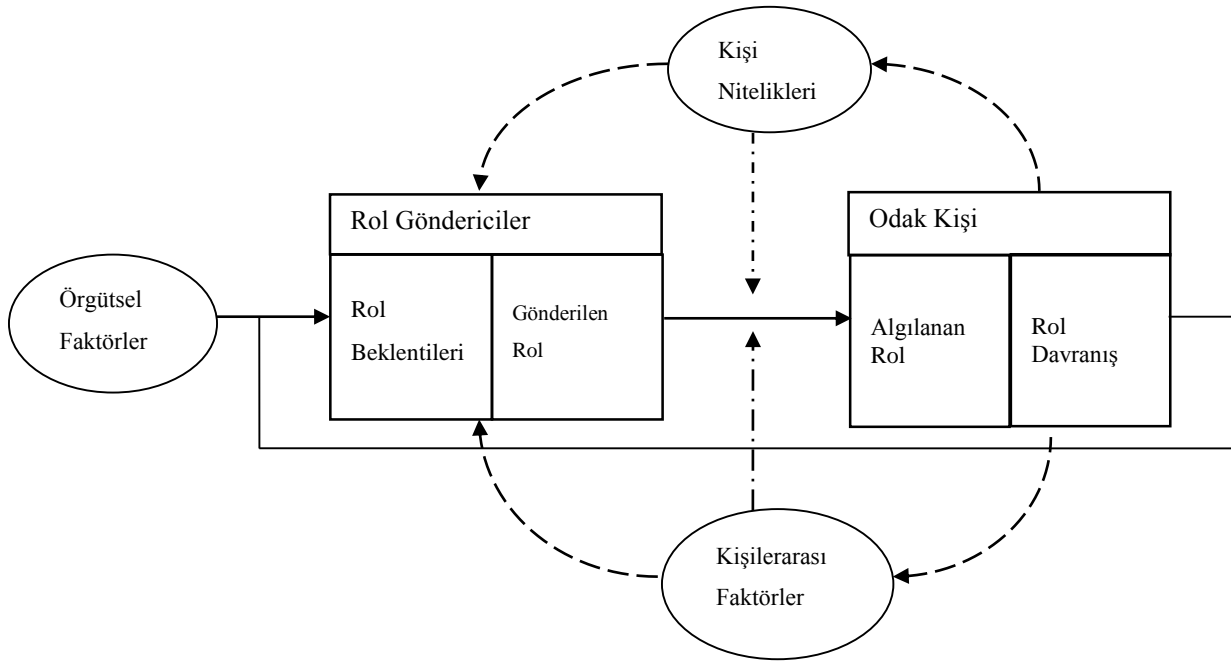 Kişi
Nitelikleri
Rol Göndericiler
Odak Kişi
Örgütsel
Faktörler
Rol
Beklentileri
Gönderilen
Rol
Algılanan
Rol
Rol
Davranış
Kişilerarası
Faktörler